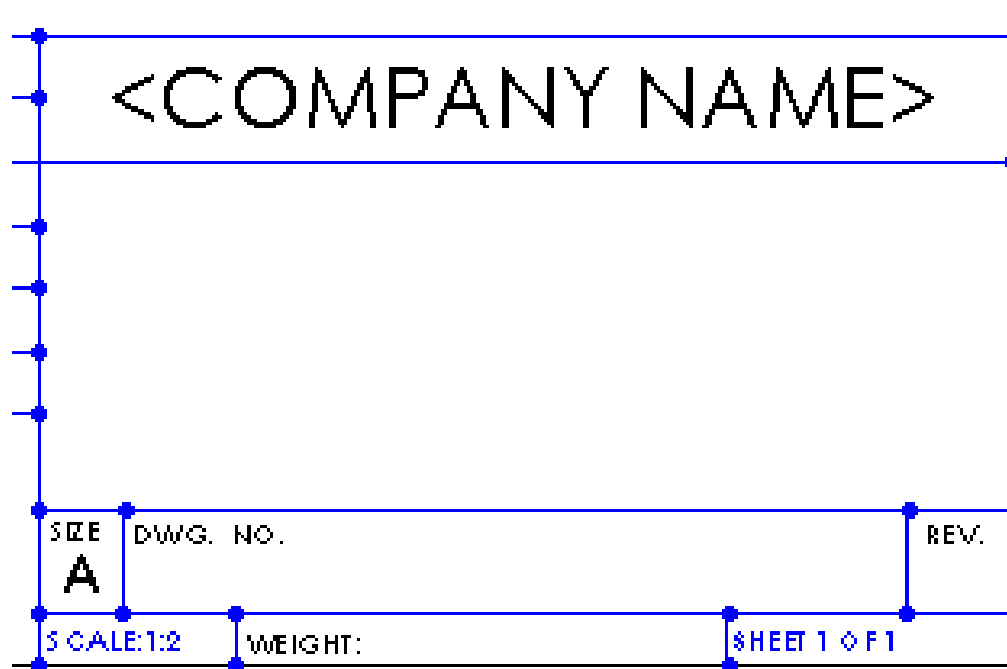 <COMPANY NAME>
SIZE DWG. NO. REV.
A
SCALE:1:2 WEIGHT: SHEET 1 OF 1